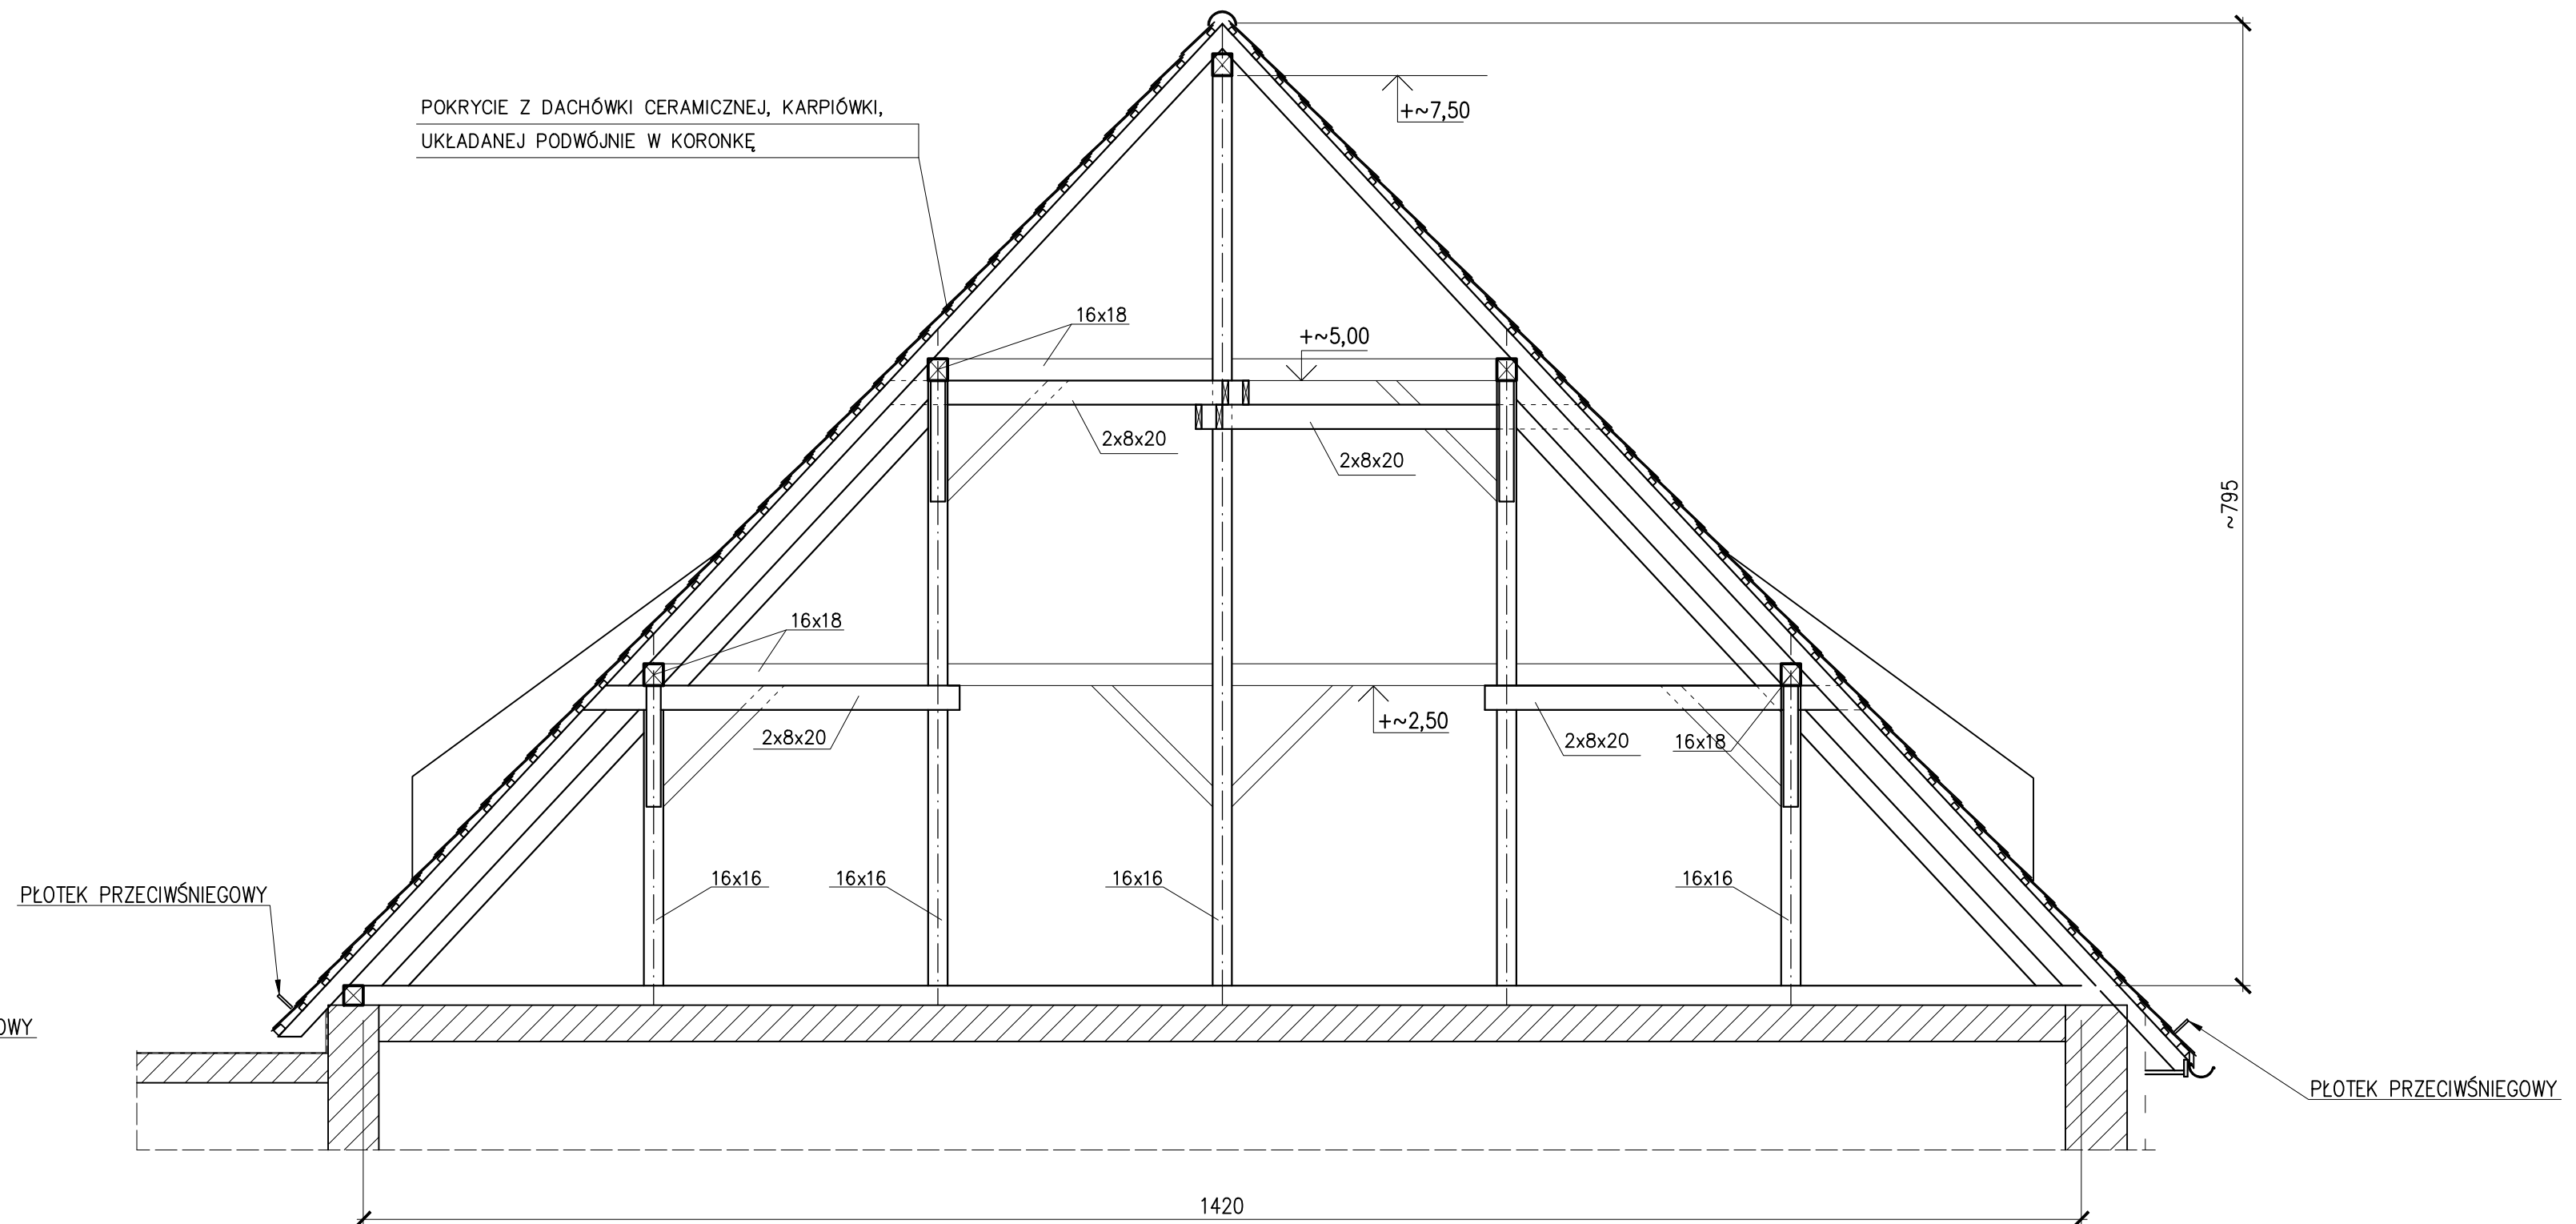 POKRYCIE Z DACHÓWKI CERAMICZNEJ, KARPIÓWKI,
UKŁADANEJ PODWÓJNIE W KORONKĘ
+~7,50
16x18
+~5,00
2x8x20
2x8x20
~795
16x18
+~2,50
2x8x20
2x8x20
16x18
16x16
16x16
16x16
16x16
PŁOTEK PRZECIWŚNIEGOWY
OWY
PŁOTEK PRZECIWŚNIEGOWY
1420